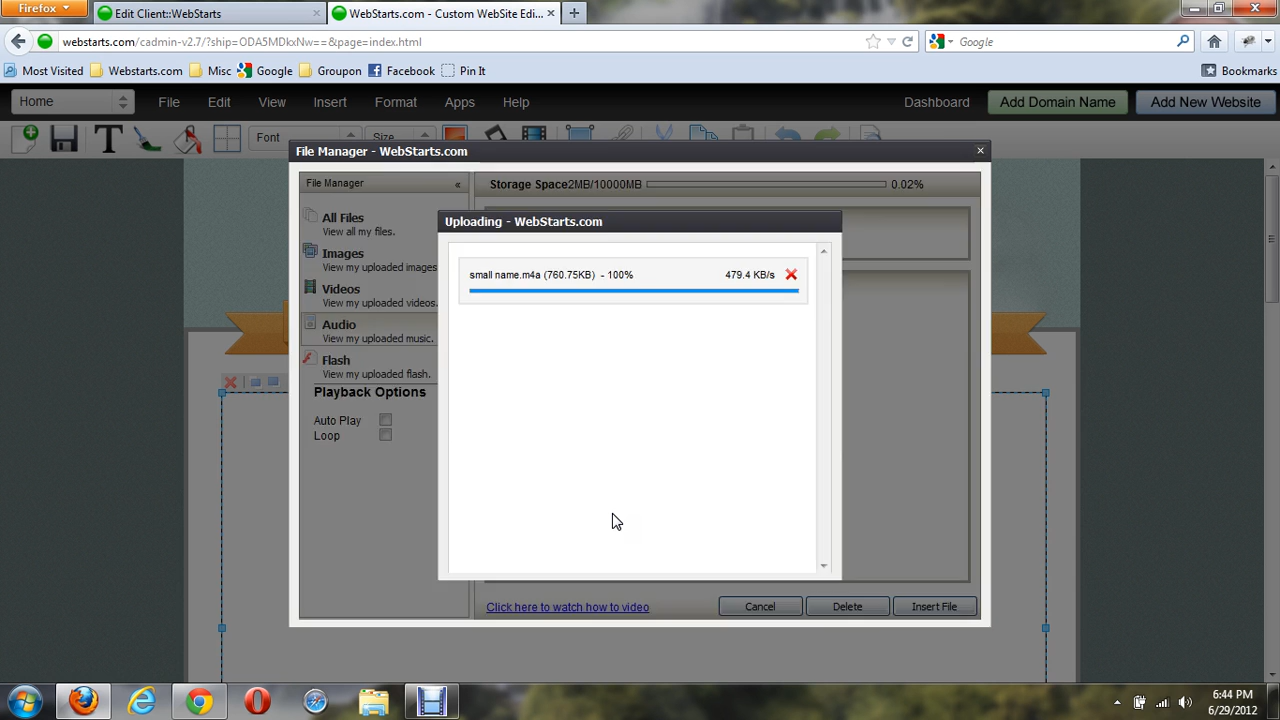 Firefox
Edit Client::WebStarts
WebStarts.com - Custom WebSite Edi...
webstarts.com/cadmin-v2.7/?ship=ODA5MDkxNw==&page=index.html
Google
Most Visited
Webstarts.com
Misc
Google
Groupon
Facebook
Pin It
Bookmarks
Home
File
Edit
View
Insert
Format
Apps
Help
Dashboard
Add Domain Name
Add New Website
Font
Size
File Manager - WebStarts.com
File Manager
«
Storage Space2MB/10000MB
0.02%
All Files
View all my files.
Images
View my uploaded images
Videos
View my uploaded videos.
Audio
View my uploaded music.
Flash
View my uploaded flash.
Playback Options
Auto Play
Loop
Uploading - WebStarts.com
small name.m4a (760.75KB) - 100%
479.4 KB/s
Click here to watch how to video
Cancel
Delete
Insert File
6:44 PM
6/29/2012